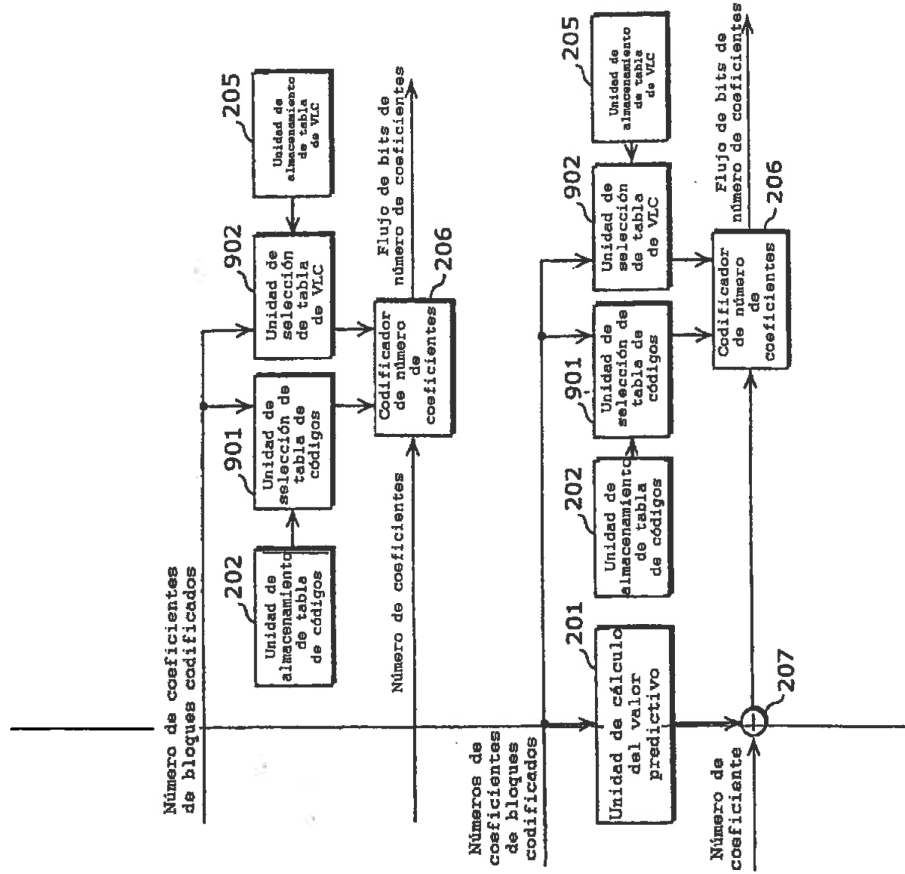 Número de coeficientes
de bloques codificados
202
Unidad de
almacenamiento
de tabla
de códigos
901
Unidad de
selección de
tabla de
códigos
902
Unidad de
selección
de tabla
de VLC
205
Unidad de
almacenamiento
de tabla
de VLC
Número de coeficientes
Codificador
de número
de
coeficientes
206
Flujo de bits de
número de coeficientes
Números de
coeficientes
de bloques
codificados
201
Unidad de cálculo
del valor
predictivo
202
Unidad de
almacenamiento
de tabla
de códigos
901
Unidad de
selección de
tabla de
códigos
902
Unidad de
selección
de tabla
de VLC
205
Unidad de
almacenamiento
de tabla
de VLC
Número de
coeficiente
207
Codificador
de número
de
coeficientes
206
Flujo de bits de
número de coeficientes